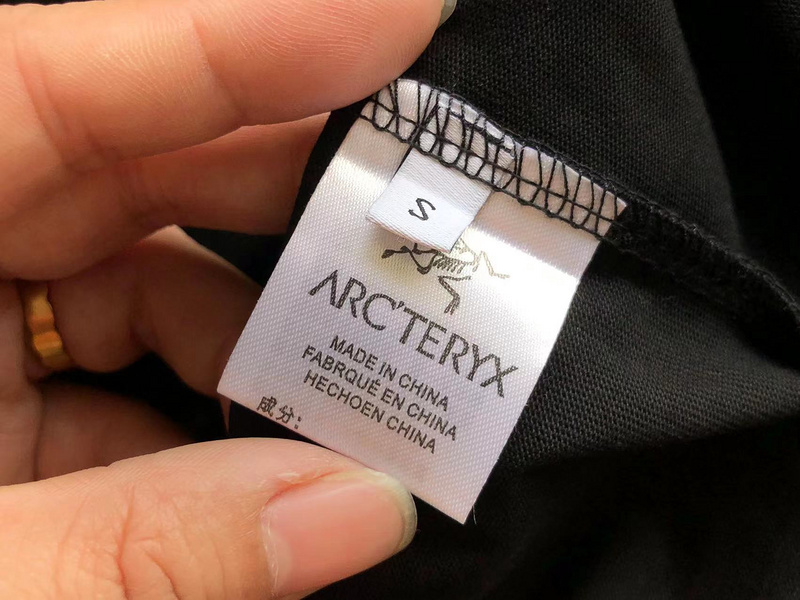 S
ARC'TERYX
MADE IN CHINA
FABRQUÉ EN CHINA
HECHOEN CHINA
成分: